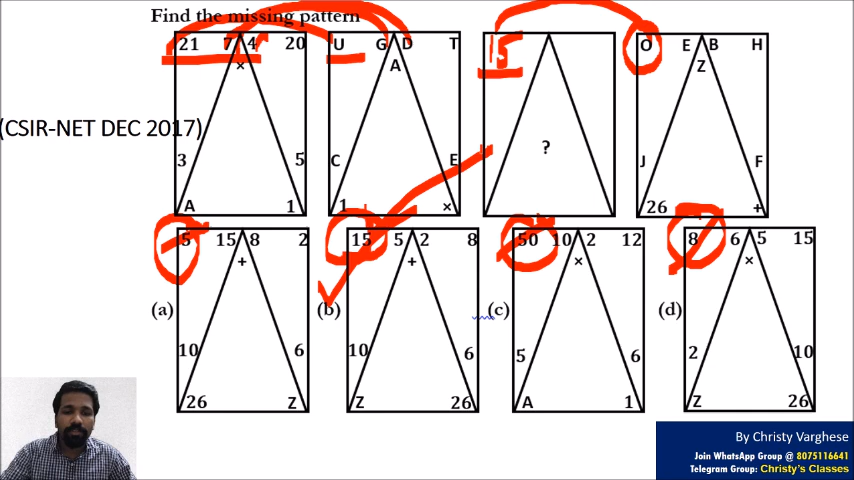 Find the missing pattern
21 7 4 20
×
3 5
A 1
U G D T
A
C E
1 ×
15
?
O E B H
Z
J F
26 +
(CSIR-NET DEC 2017)
(a)
5 15 8 2
+
10 6
26 Z
(b)
15 5 2 8
+
10 6
Z 26
(c)
50 10 2 12
×
5 6
A 1
(d)
8 6 5 15
×
2 10
Z 26
By Christy Varghese
Join WhatsApp Group @ 8075116641
Telegram Group: Christy's Classes